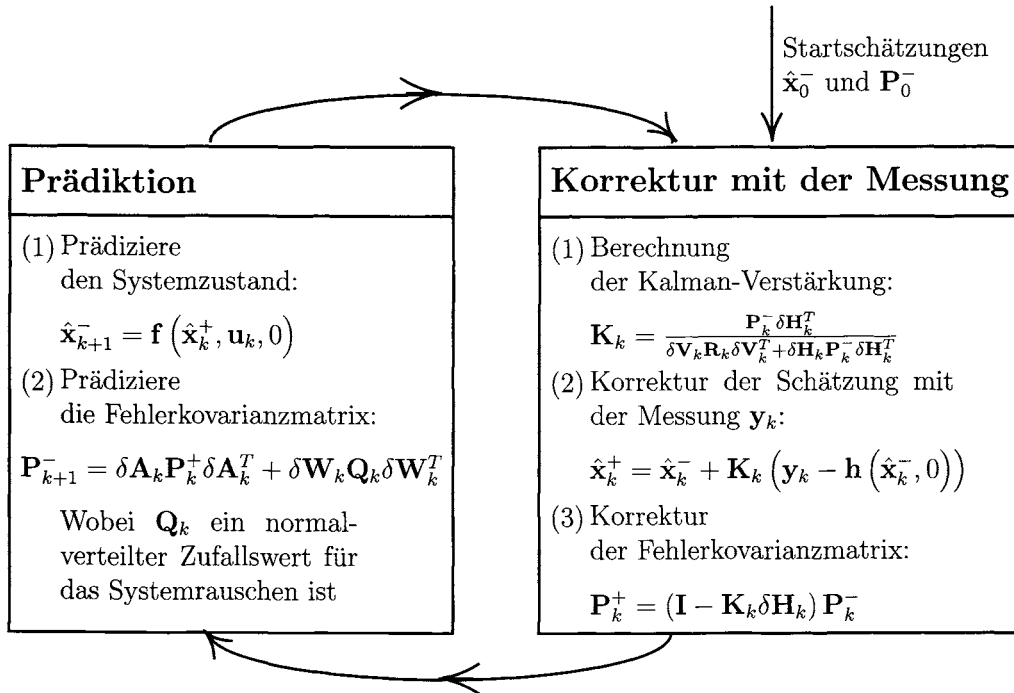 Startschätzungen
x̂₀⁻ und P₀⁻
Prädiktion
(1) Prädiziere
den Systemzustand:
x̂ₖ₊₁⁻ = f (x̂ₖ⁺, uₖ, 0)
(2) Prädiziere
die Fehlerkovarianzmatrix:
Pₖ₊₁⁻ = δAₖPₖ⁺δAₖᵀ + δWₖQₖδWₖᵀ
Wobei Qₖ ein normal-
verteilter Zufallswert für
das Systemrauschen ist
Korrektur mit der Messung
(1) Berechnung
der Kalman-Verstärkung:
Kₖ = Pₖ⁻δHₖᵀ / δVₖRₖδVₖᵀ+δHₖPₖ⁻δHₖᵀ
(2) Korrektur der Schätzung mit
der Messung yₖ:
x̂ₖ⁺ = x̂ₖ⁻ + Kₖ (yₖ − h (x̂ₖ⁻, 0))
(3) Korrektur
der Fehlerkovarianzmatrix:
Pₖ⁺ = (I − KₖδHₖ) Pₖ⁻